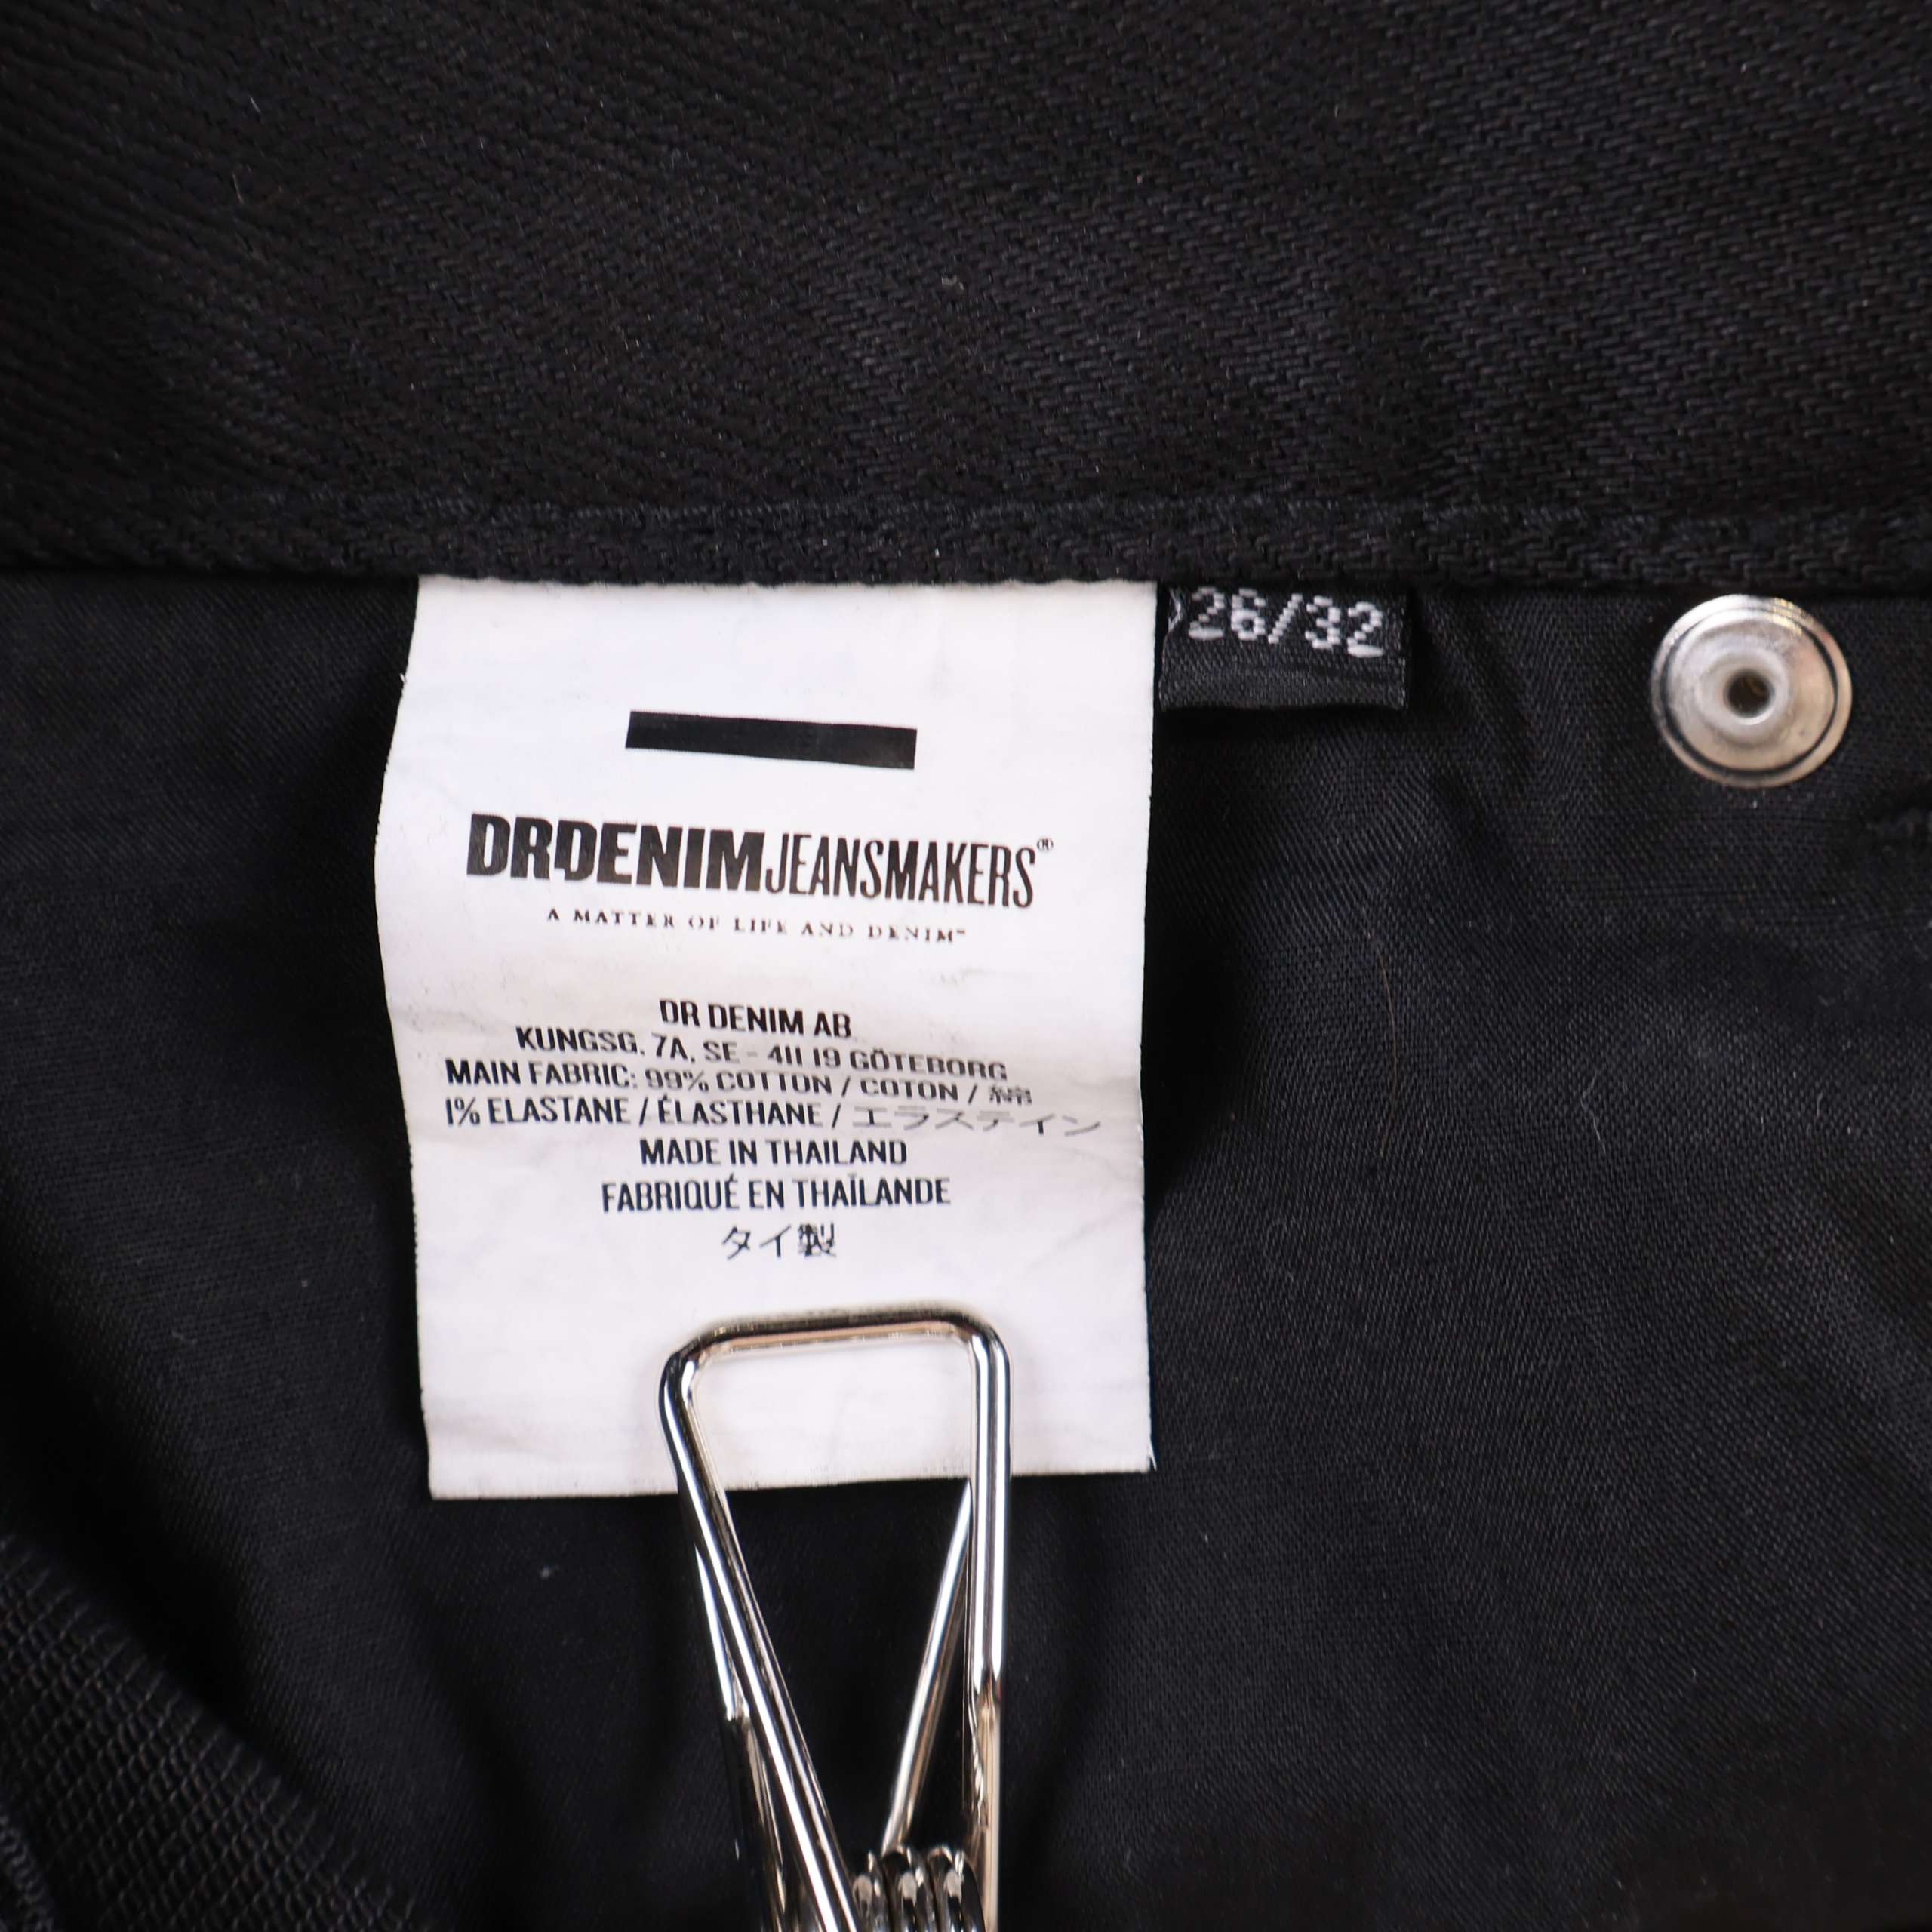 26/32
DRDENIMJEANSMAKERS®
A MATTER OF LIFE AND DENIM™
DR DENIM AB
KUNGSG. 7A, SE - 411 19 GÖTEBORG
MAIN FABRIC: 99% COTTON / COTON / 綿
1% ELASTANE / ÉLASTHANE / エラステイン
MADE IN THAILAND
FABRIQUÉ EN THAÏLANDE
タイ製